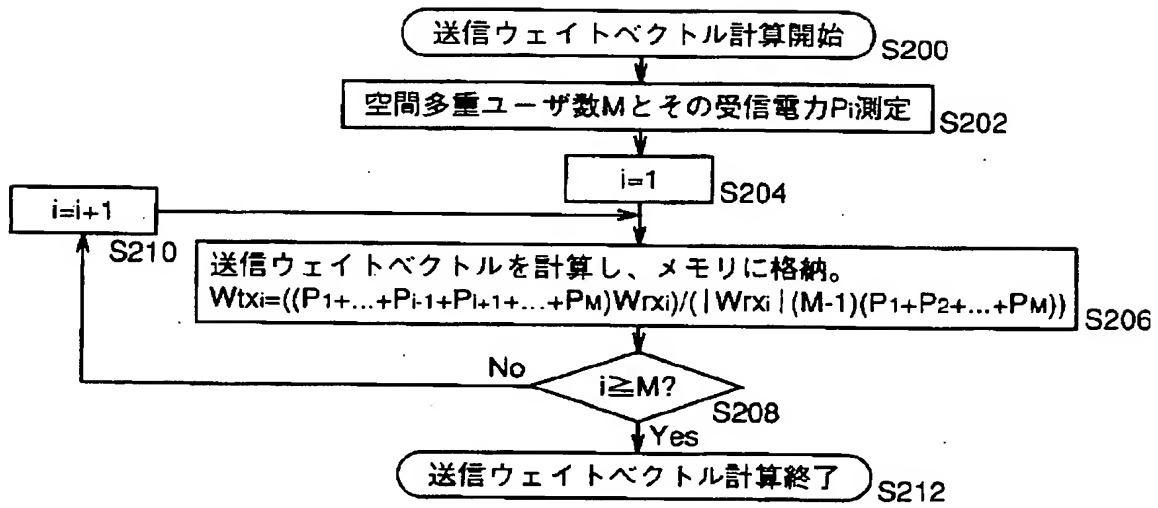 送信ウェイトベクトル計算開始
S200
空間多重ユーザ数Mとその受信電力Pi測定
S202
i=1
S204
i=i+1
S210
送信ウェイトベクトルを計算し、メモリに格納。
Wtxi=((P1+...+Pi-1+Pi+1+...+PM)Wrxi)/(|Wrxi|(M-1)(P1+P2+...+PM))
S206
No
i≧M?
S208
Yes
送信ウェイトベクトル計算終了
S212